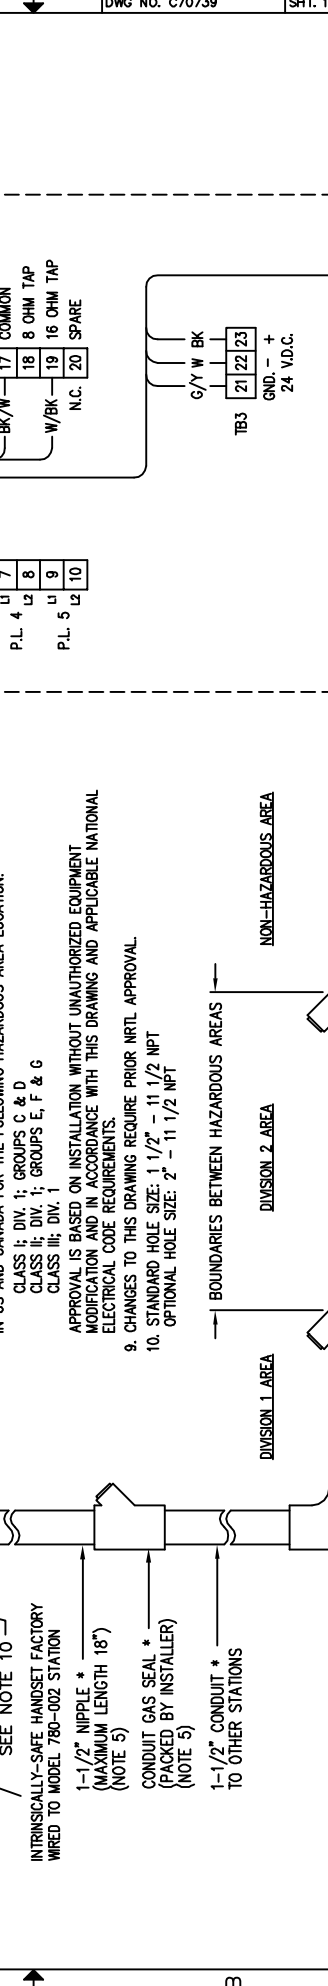 DWG NO. C70739
SHT. 1
BK/W 17 COMMON
18 8 OHM TAP
W/BK 19 16 OHM TAP
N.C. 20 SPARE
G/Y W BK
TB3 21 22 23
GND. - +
24 V.D.C.
L1 7
P.L. 4
L2 8
L1 9
P.L. 5
L2 10
IN US AND CANADA FOR THE FOLLOWING HAZARDOUS AREA LOCATION:
CLASS I; DIV. 1; GROUPS C & D
CLASS II; DIV. 1; GROUPS E, F & G
CLASS III; DIV. 1
APPROVAL IS BASED ON INSTALLATION WITHOUT UNAUTHORIZED EQUIPMENT
MODIFICATION AND IN ACCORDANCE WITH THIS DRAWING AND APPLICABLE NATIONAL
ELECTRICAL CODE REQUIREMENTS.
9. CHANGES TO THIS DRAWING REQUIRE PRIOR NRTL APPROVAL.
10. STANDARD HOLE SIZE: 1 1/2" - 11 1/2 NPT
OPTIONAL HOLE SIZE: 2" - 11 1/2 NPT
BOUNDARIES BETWEEN HAZARDOUS AREAS
DIVISION 1 AREA
DIVISION 2 AREA
NON-HAZARDOUS AREA
SEE NOTE 10
INTRINSICALLY-SAFE HANDSET FACTORY
WIRED TO MODEL 780-002 STATION
1-1/2" NIPPLE *
(MAXIMUM LENGTH 18")
(NOTE 5)
CONDUIT GAS SEAL *
(PACKED BY INSTALLER)
(NOTE 5)
1-1/2" CONDUIT *
TO OTHER STATIONS
B